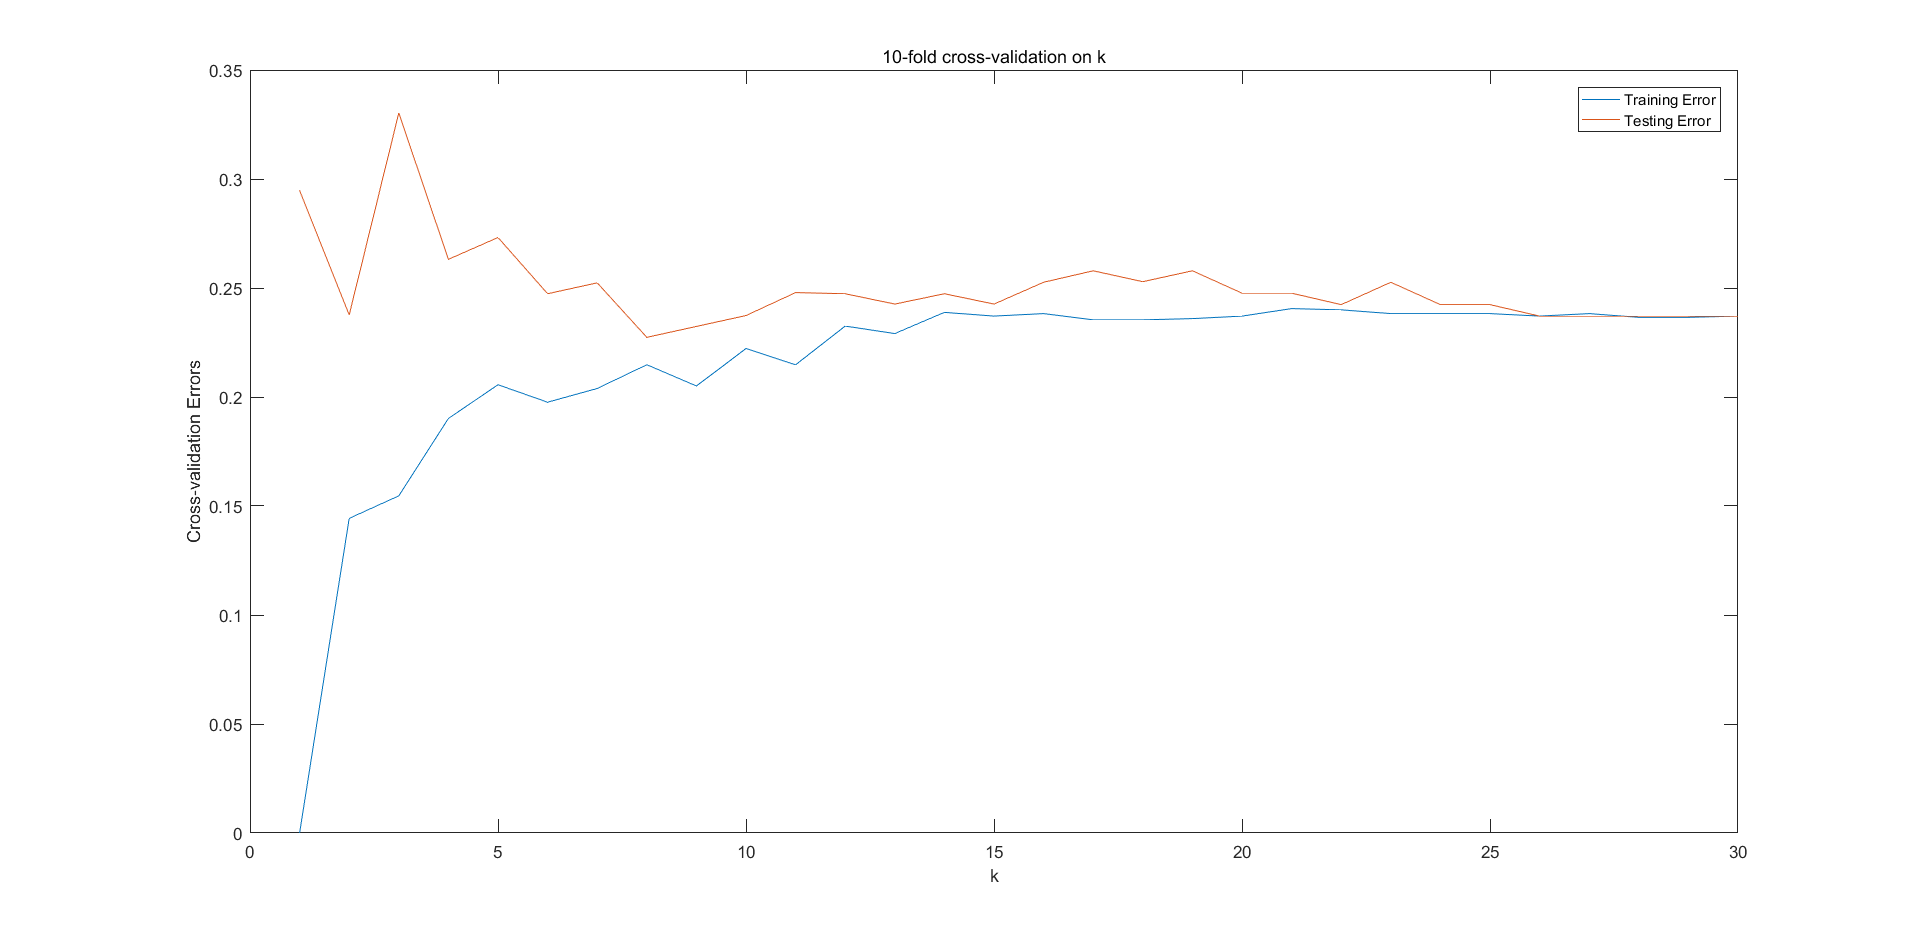 10-fold cross-validation on k
0.35
0.3
0.25
0.2
0.15
0.1
0.05
0
Cross-validation Errors
Training Error
Testing Error
0 5 10 15 20 25 30
k